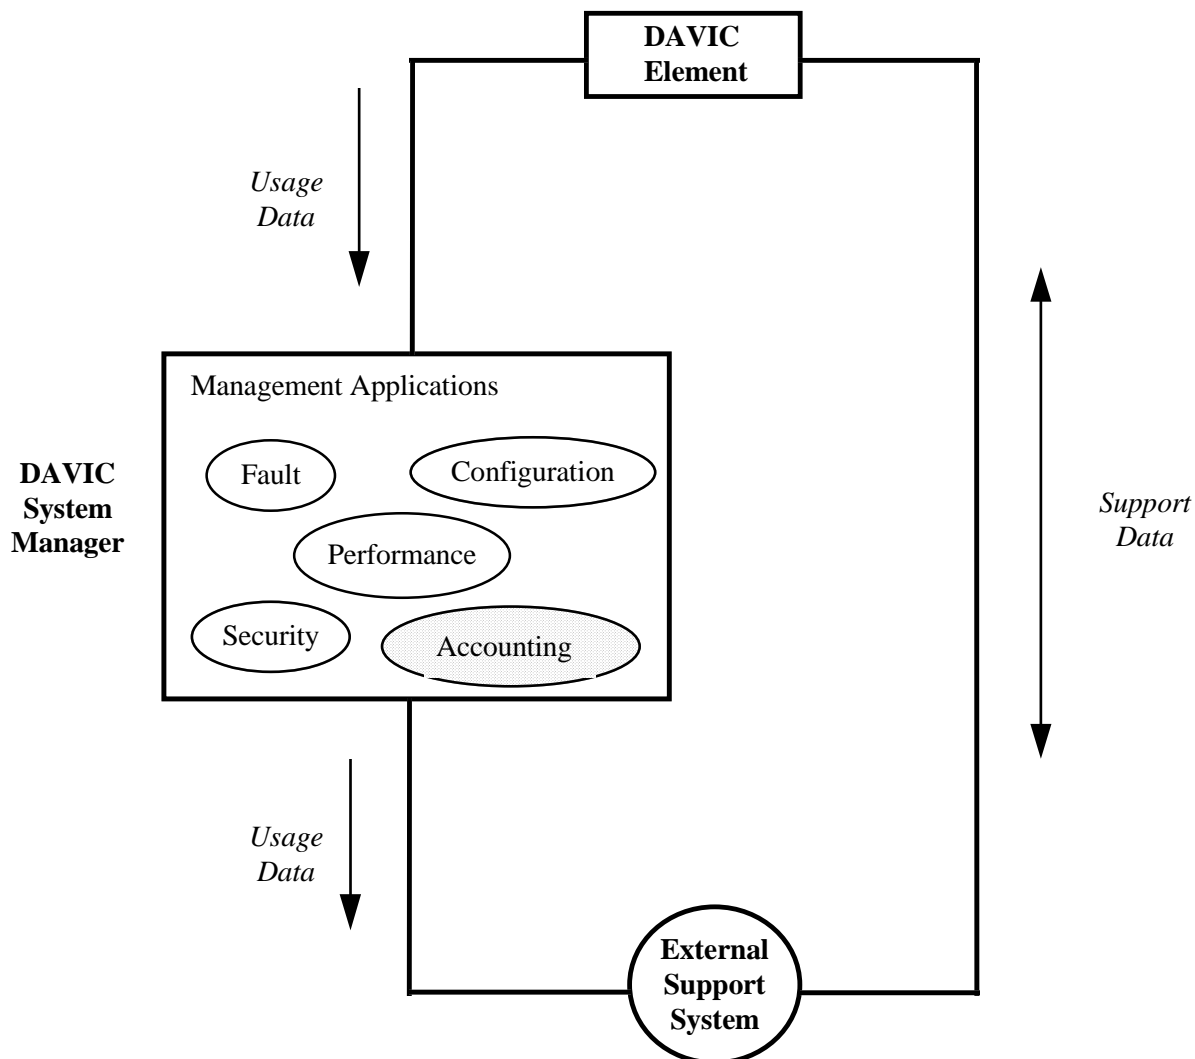 DAVIC
Element
Usage
Data
Management Applications
Fault
Configuration
DAVIC
System
Manager
Performance
Security
Accounting
Support
Data
Usage
Data
External
Support
System